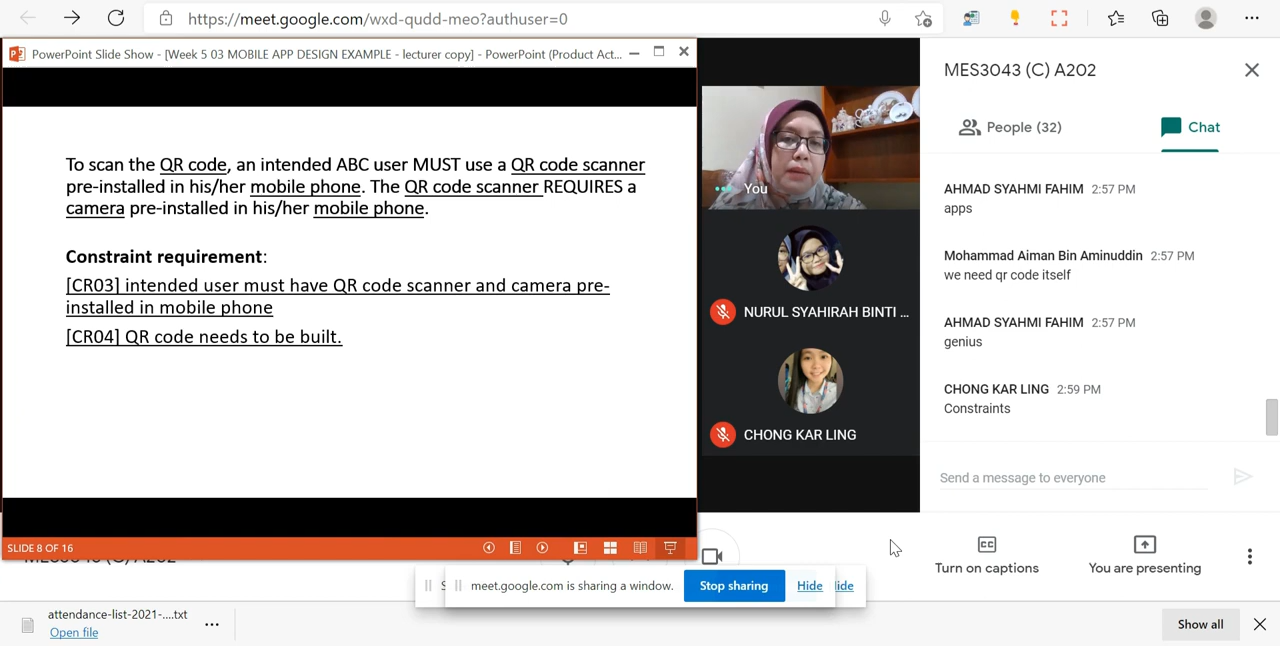 https://meet.google.com/wxd-qudd-meo?authuser=0
PowerPoint Slide Show - [Week 5 03 MOBILE APP DESIGN EXAMPLE - lecturer copy] - PowerPoint (Product Act...
To scan the QR code, an intended ABC user MUST use a QR code scanner
pre-installed in his/her mobile phone. The QR code scanner REQUIRES a
camera pre-installed in his/her mobile phone.
Constraint requirement:
[CR03] intended user must have QR code scanner and camera pre-
installed in mobile phone
[CR04] QR code needs to be built.
SLIDE 8 OF 16
You
NURUL SYAHIRAH BINTI ...
CHONG KAR LING
MES3043 (C) A202
People (32)
Chat
AHMAD SYAHMI FAHIM 2:57 PM
apps
Mohammad Aiman Bin Aminuddin 2:57 PM
we need qr code itself
AHMAD SYAHMI FAHIM 2:57 PM
genius
CHONG KAR LING 2:59 PM
Constraints
Send a message to everyone
Turn on captions
You are presenting
meet.google.com is sharing a window.
Stop sharing
Hide
attendance-list-2021-....txt
Open file
Show all